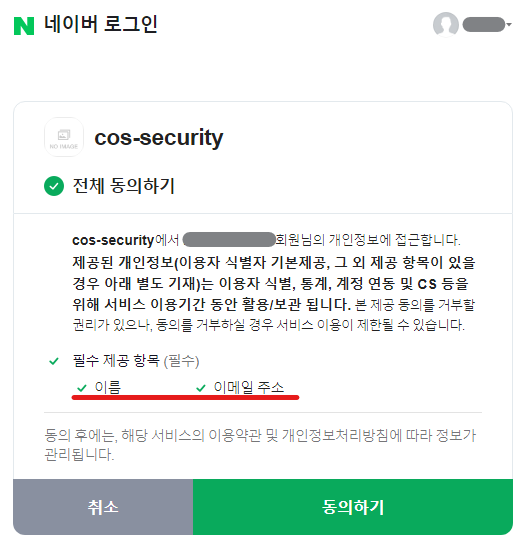 N 네이버 로그인
NO IMAGE
cos-security
전체 동의하기
cos-security에서 회원님의 개인정보에 접근합니다.
제공된 개인정보(이용자 식별자 기본제공, 그 외 제공 항목이 있을
경우 아래 별도 기재)는 이용자 식별, 통계, 계정 연동 및 CS 등을
위해 서비스 이용기간 동안 활용/보관 됩니다. 본 제공 동의를 거부할
권리가 있으나, 동의를 거부하실 경우 서비스 이용이 제한될 수 있습니다.
필수 제공 항목 (필수)
이름 이메일 주소
동의 후에는, 해당 서비스의 이용약관 및 개인정보처리방침에 따라 정보가
관리됩니다.
취소 동의하기